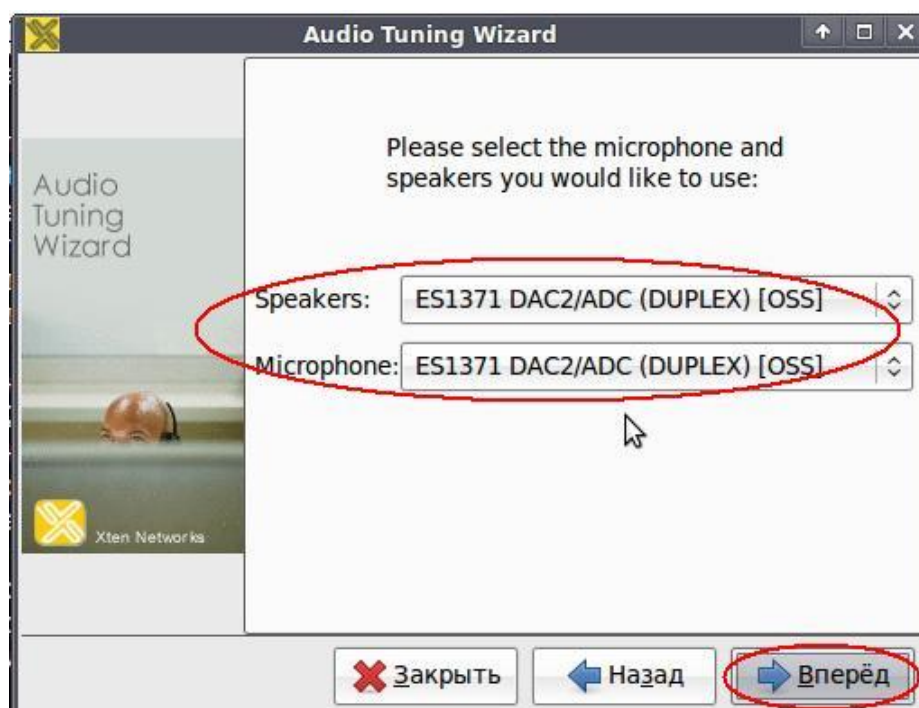 Audio Tuning Wizard
Please select the microphone and
speakers you would like to use:
Audio
Tuning
Wizard
Speakers: ES1371 DAC2/ADC (DUPLEX) [OSS]
Microphone: ES1371 DAC2/ADC (DUPLEX) [OSS]
Xten Networks
Закрыть Назад Вперёд